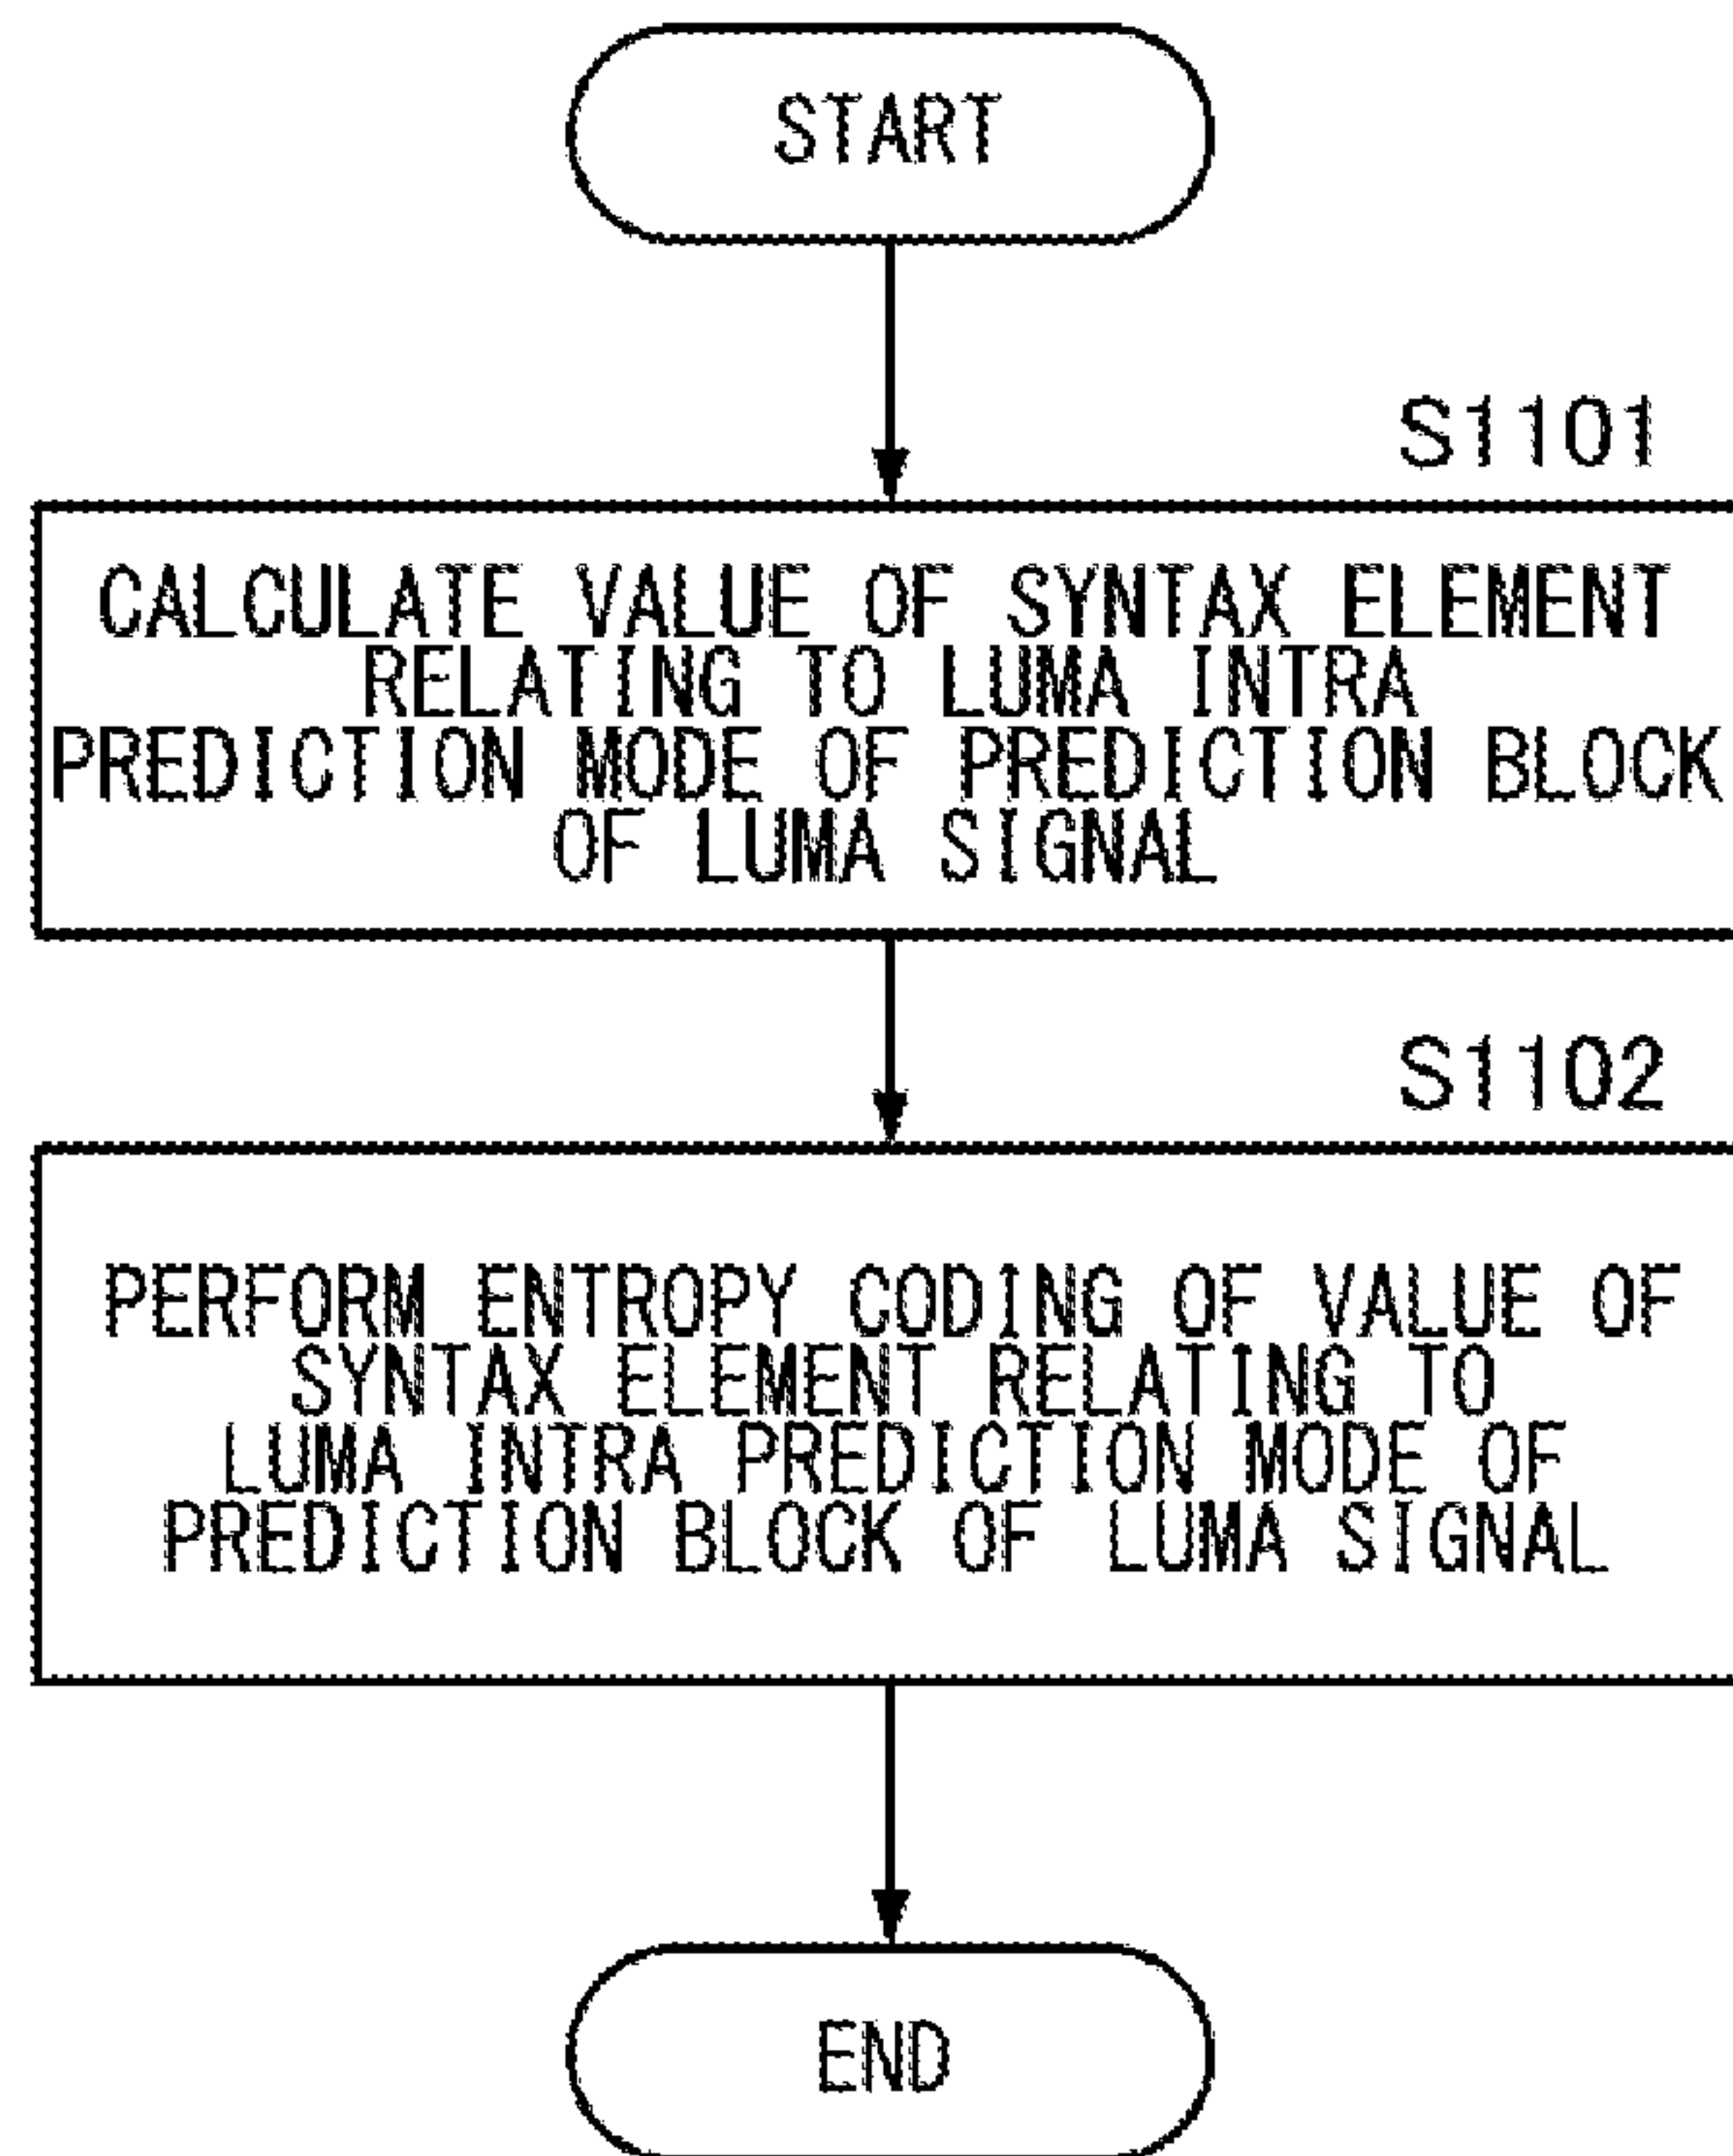 START
S1101
CALCULATE VALUE OF SYNTAX ELEMENT
RELATING TO LUMA INTRA
PREDICTION MODE OF PREDICTION BLOCK
OF LUMA SIGNAL
S1102
PERFORM ENTROPY CODING OF VALUE OF
SYNTAX ELEMENT RELATING TO
LUMA INTRA PREDICTION MODE OF
PREDICTION BLOCK OF LUMA SIGNAL
END